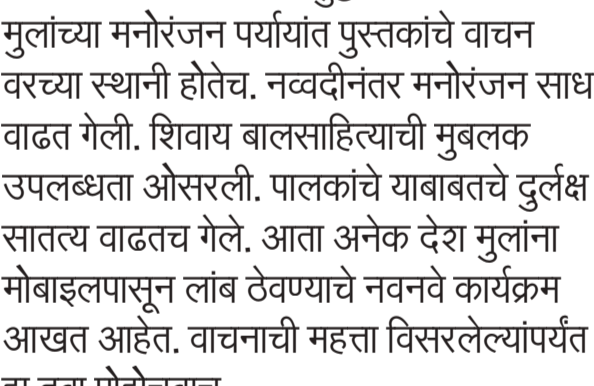 मुलांच्या मनोरंजन पर्यायांत पुस्तकांचे वाचन
वरच्या स्थानी होतेच. नव्वदीनंतर मनोरंजन साध
वाढत गेली. शिवाय बालसाहित्याची मुबलक
उपलब्धता ओसरली. पालकांचे याबाबतचे दुर्लक्ष
सातत्य वाढतच गेले. आता अनेक देश मुलांना
मोबाइलपासून लांब ठेवण्याचे नवनवे कार्यक्रम
आखत आहेत. वाचनाची महत्ता विसरलेल्यांपर्यंत